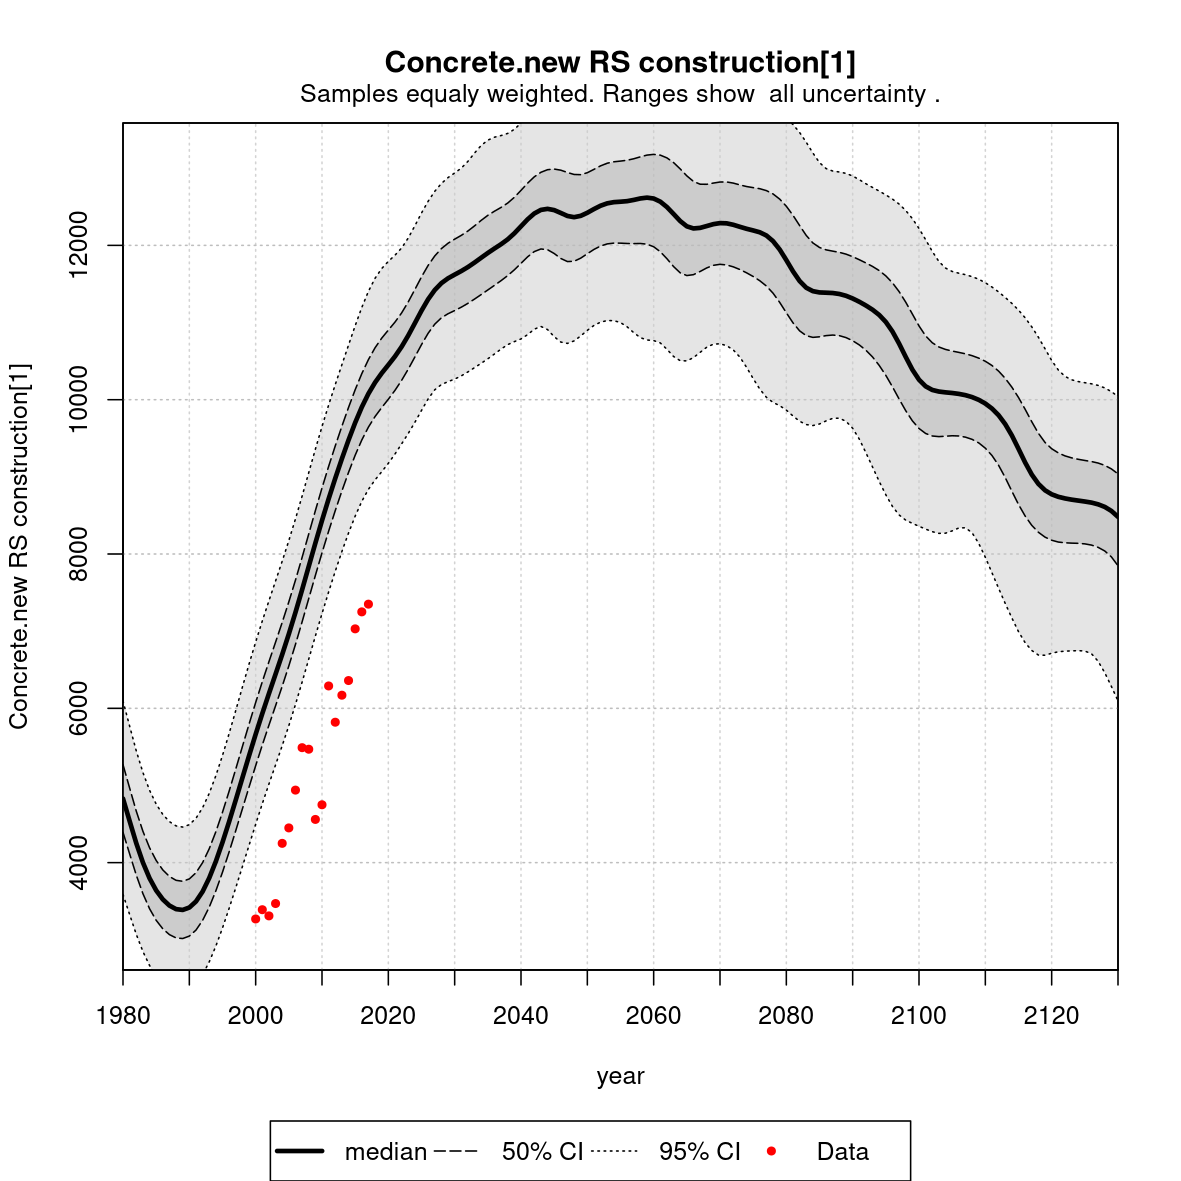 Concrete.new RS construction[1]
Samples equaly weighted. Ranges show  all uncertainty .
Concrete.new RS construction[1]
12000
10000
8000
6000
4000
1980 2000 2020 2040 2060 2080 2100 2120
year
median 50% CI 95% CI Data